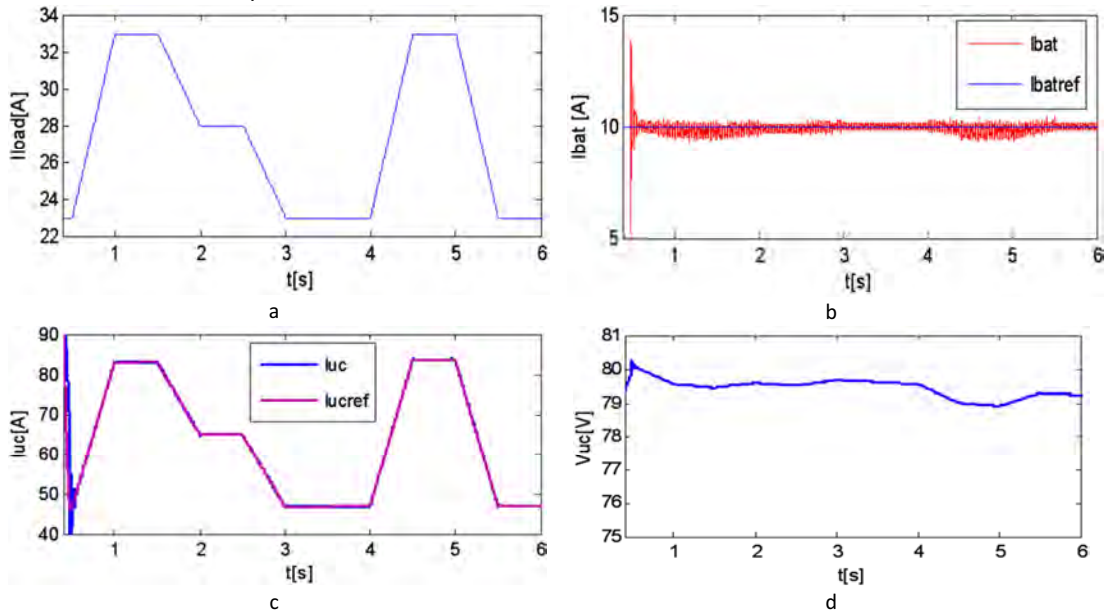 34
32
30
28
26
24
22
Iload[A]
1 2 3 4 5 6
t[s]
a
15
10
5
Ibat [A]
Ibat
Ibatref
1 2 3 4 5 6
t[s]
b
90
80
70
60
50
40
Iuc[A]
Iuc
Iucref
1 2 3 4 5 6
t[s]
c
81
80
79
78
77
76
75
Vuc[V]
1 2 3 4 5 6
t[s]
d